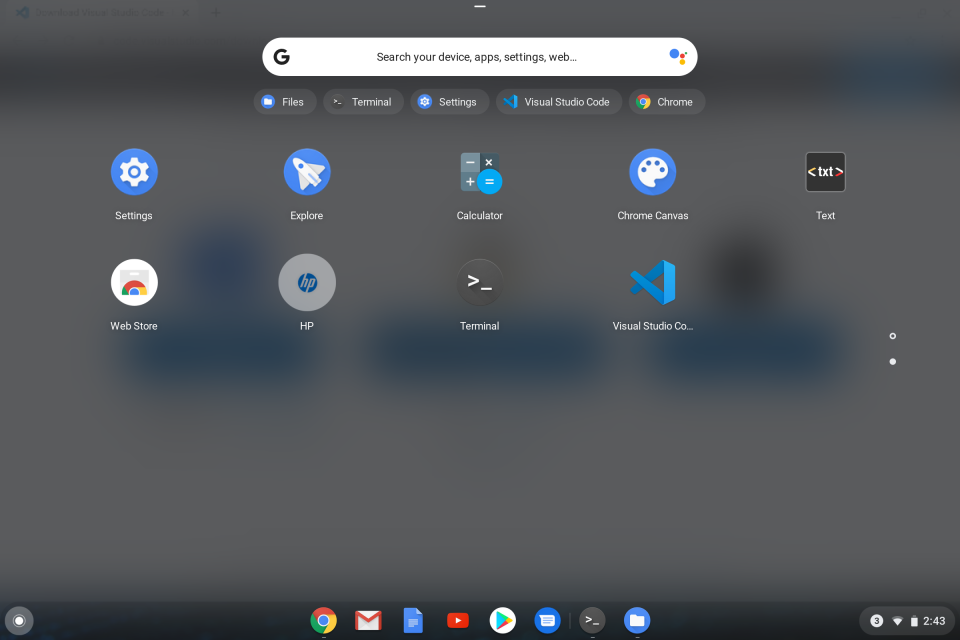 Download Visual Studio Code
Search your device, apps, settings, web...
Files
Terminal
Settings
Visual Studio Code
Chrome
Settings
Explore
Calculator
Chrome Canvas
<txt>
Text
Web Store
hp
HP
Terminal
Visual Studio Co...
3
2:43